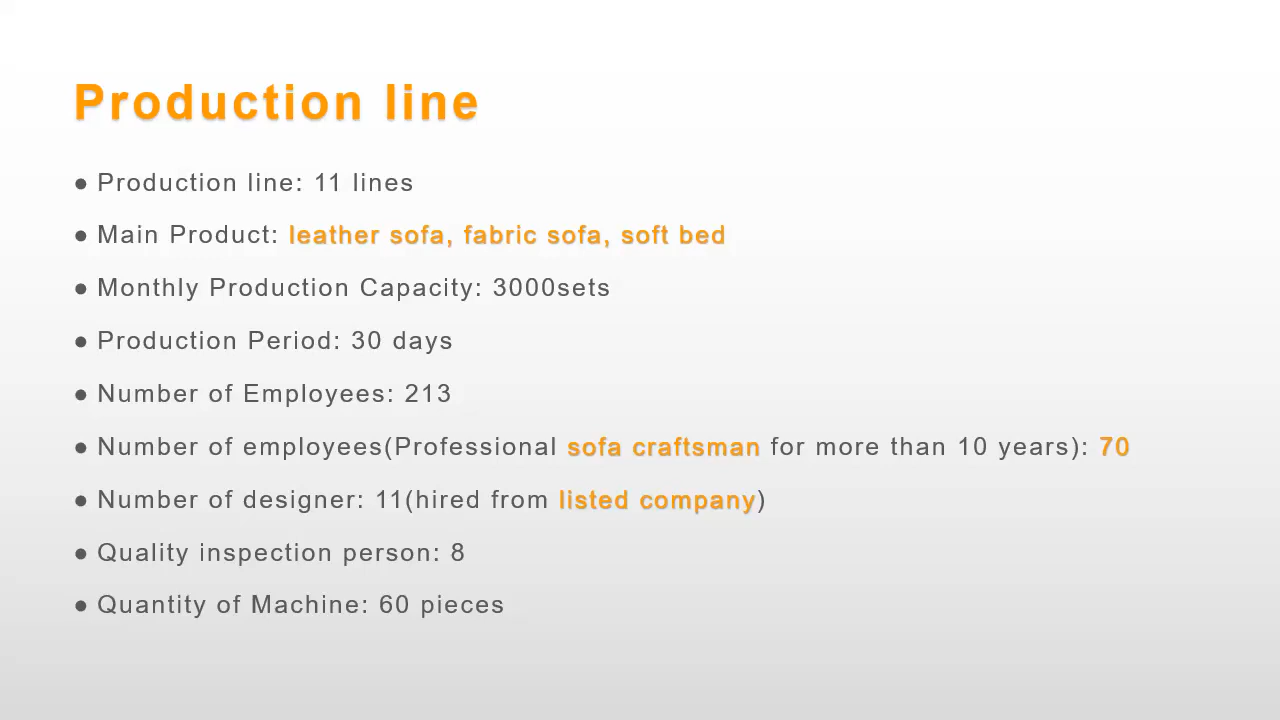 Production line
● Production line: 11 lines
● Main Product: leather sofa, fabric sofa, soft bed
● Monthly Production Capacity: 3000sets
● Production Period: 30 days
● Number of Employees: 213
● Number of employees(Professional sofa craftsman for more than 10 years): 70
● Number of designer: 11(hired from listed company)
● Quality inspection person: 8
● Quantity of Machine: 60 pieces